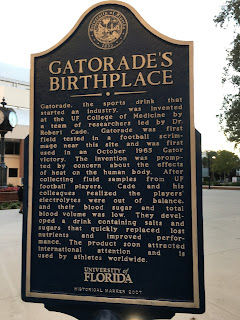 GATORADE'S
BIRTHPLACE
Gatorade, the sports drink that
started an industry, was invented
at the UF College of Medicine by
a team of researchers led by Dr
Robert Cade. Gatorade was first
field tested in a football scrim-
mage near this site and was first
used in an October 1965 Gator
victory. The invention was promp-
ted by concern about the effects
of heat on the human body. After
collecting fluid samples from UF
football players, Cade and his
colleagues realized the players'
electrolytes were out of balance,
and their blood sugar and total
blood volume was low. They devel-
oped a drink containing salts and
sugars that quickly replaced lost
nutrients and improved perfor-
mance. The product soon attracted
international attention and is
used by athletes worldwide.
UNIVERSITY of
FLORIDA
HISTORICAL MARKER 2007